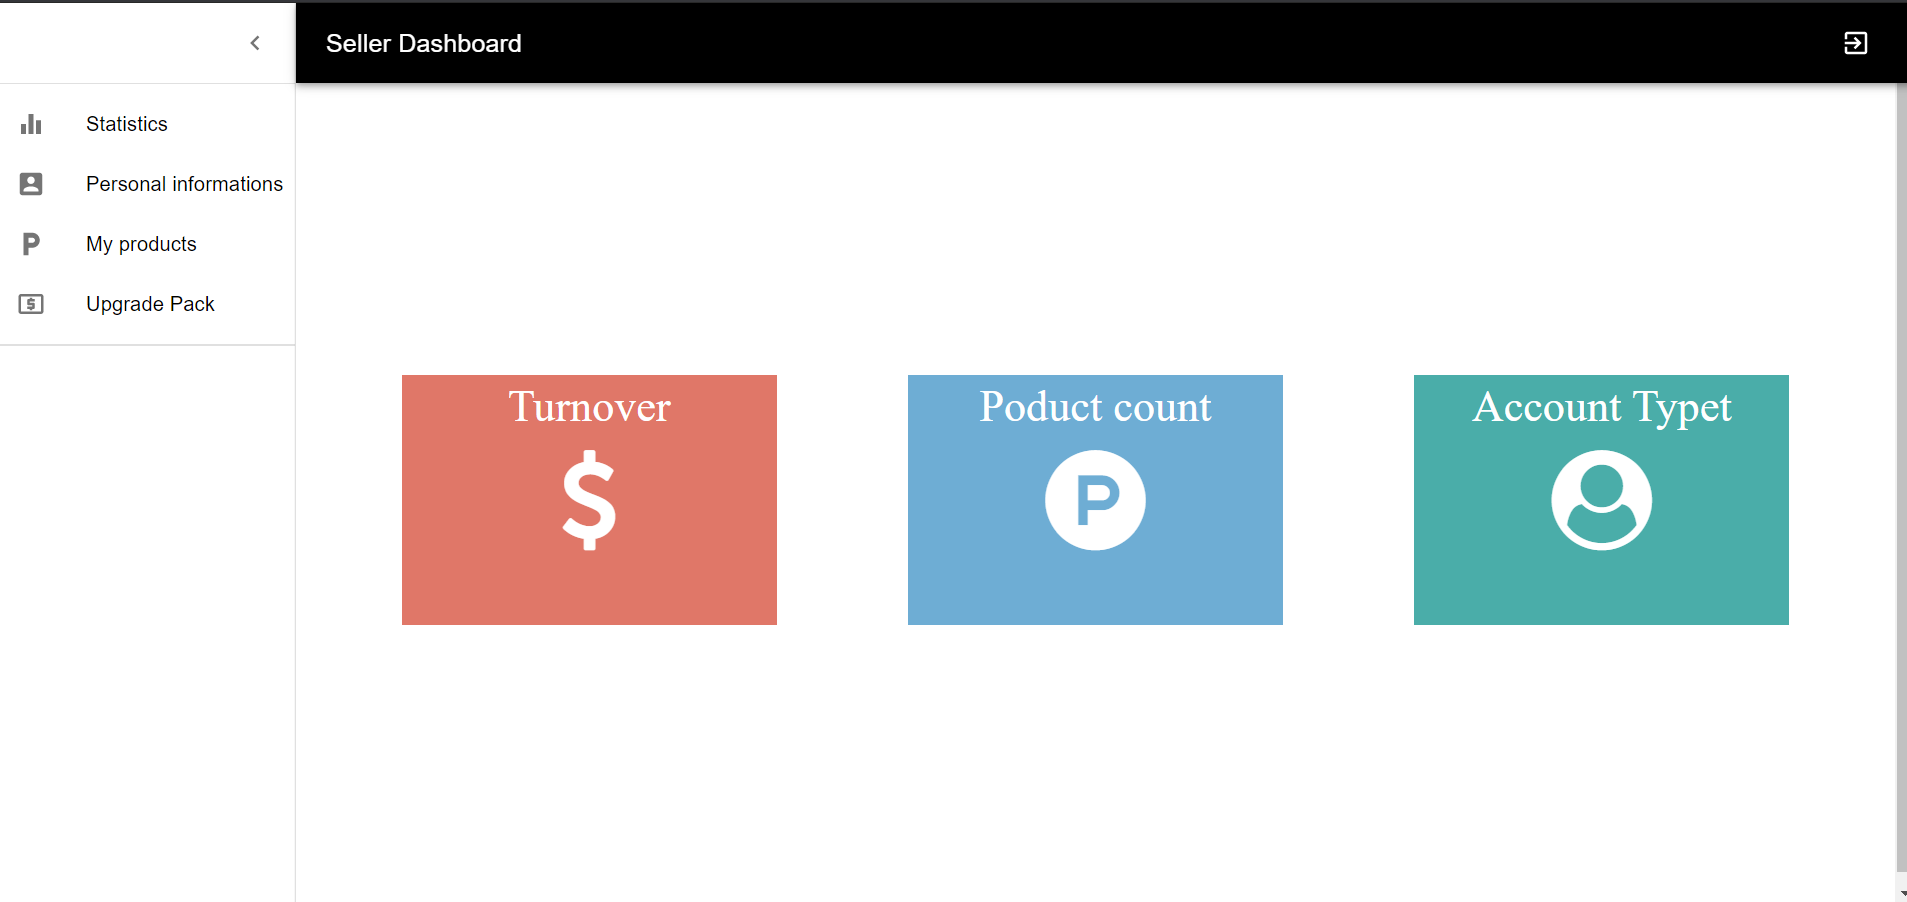 Seller Dashboard
Statistics
Personal informations
My products
Upgrade Pack
Turnover
Poduct count
Account Typet
$
P